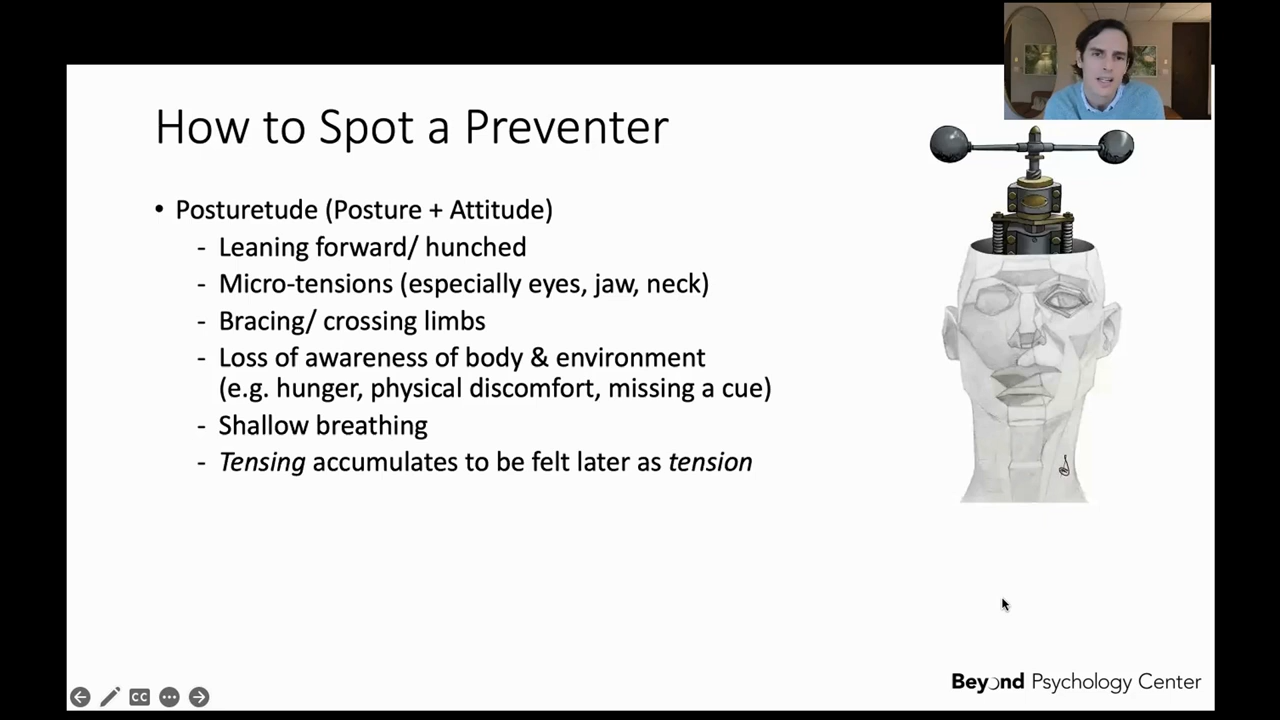 How to Spot a Preventer
• Posturetude (Posture + Attitude)
- Leaning forward/ hunched
- Micro-tensions (especially eyes, jaw, neck)
- Bracing/ crossing limbs
- Loss of awareness of body & environment
(e.g. hunger, physical discomfort, missing a cue)
- Shallow breathing
- Tensing accumulates to be felt later as tension
CC
Beyond Psychology Center